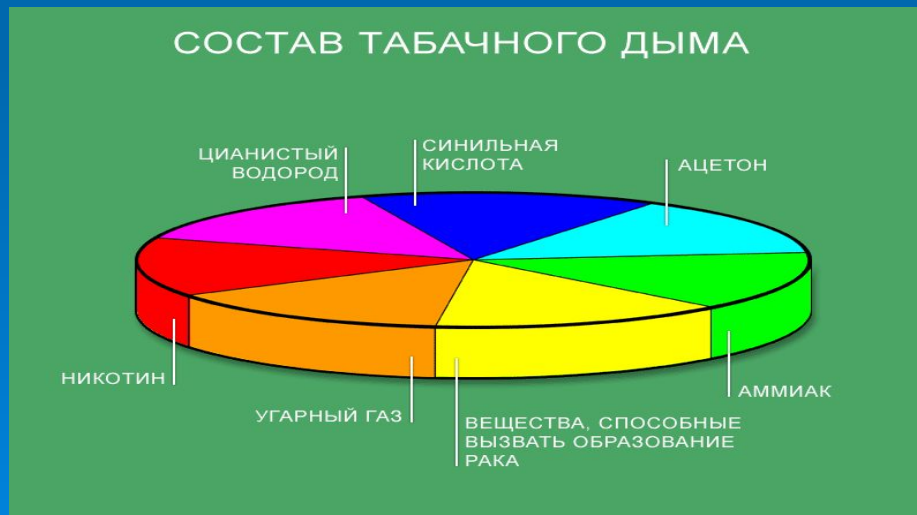 СОСТАВ ТАБАЧНОГО ДЫМА
ЦИАНИСТЫЙ
ВОДОРОД
СИНИЛЬНАЯ
КИСЛОТА
АЦЕТОН
НИКОТИН
УГАРНЫЙ ГАЗ
ВЕЩЕСТВА, СПОСОБНЫЕ
ВЫЗВАТЬ ОБРАЗОВАНИЕ
РАКА
АММИАК